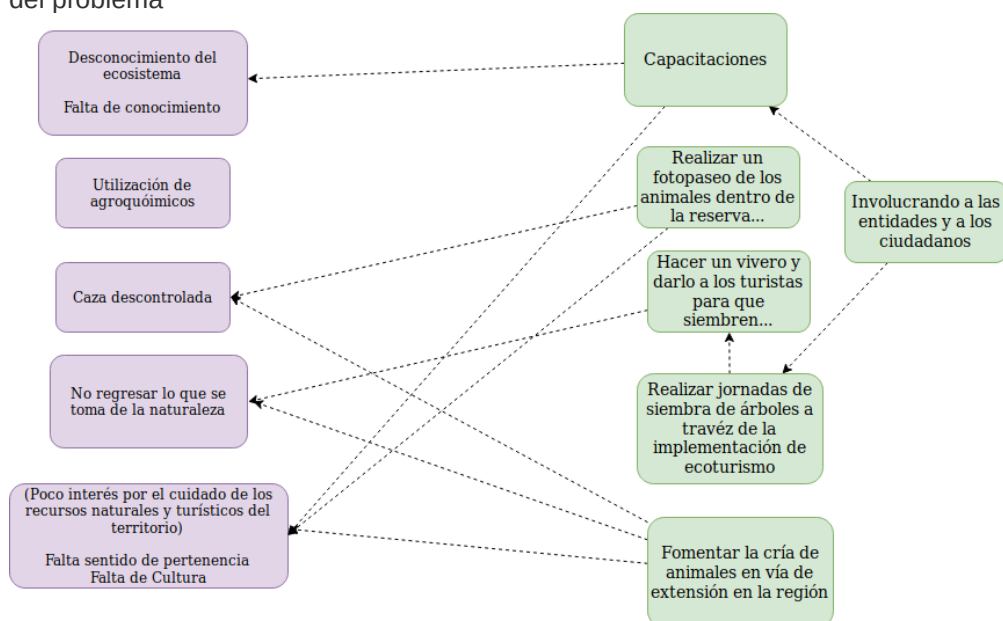 del problema
Desconocimiento del
ecosistema
Falta de conocimiento
Utilización de
agroquóimicos
Caza descontrolada
No regresar lo que se
toma de la naturaleza
(Poco interés por el cuidado de los
recursos naturales y turísticos del
territorio)
Falta sentido de pertenencia
Falta de Cultura
Capacitaciones
Realizar un
fotopaseo de los
animales dentro de
la reserva...
Hacer un vivero y
darlo a los turistas
para que
siembren...
Realizar jornadas de
siembra de árboles a
travéz de la
implementación de
ecoturismo
Fomentar la cría de
animales en vía de
extensión en la región
Involucrando a las
entidades y a los
ciudadanos